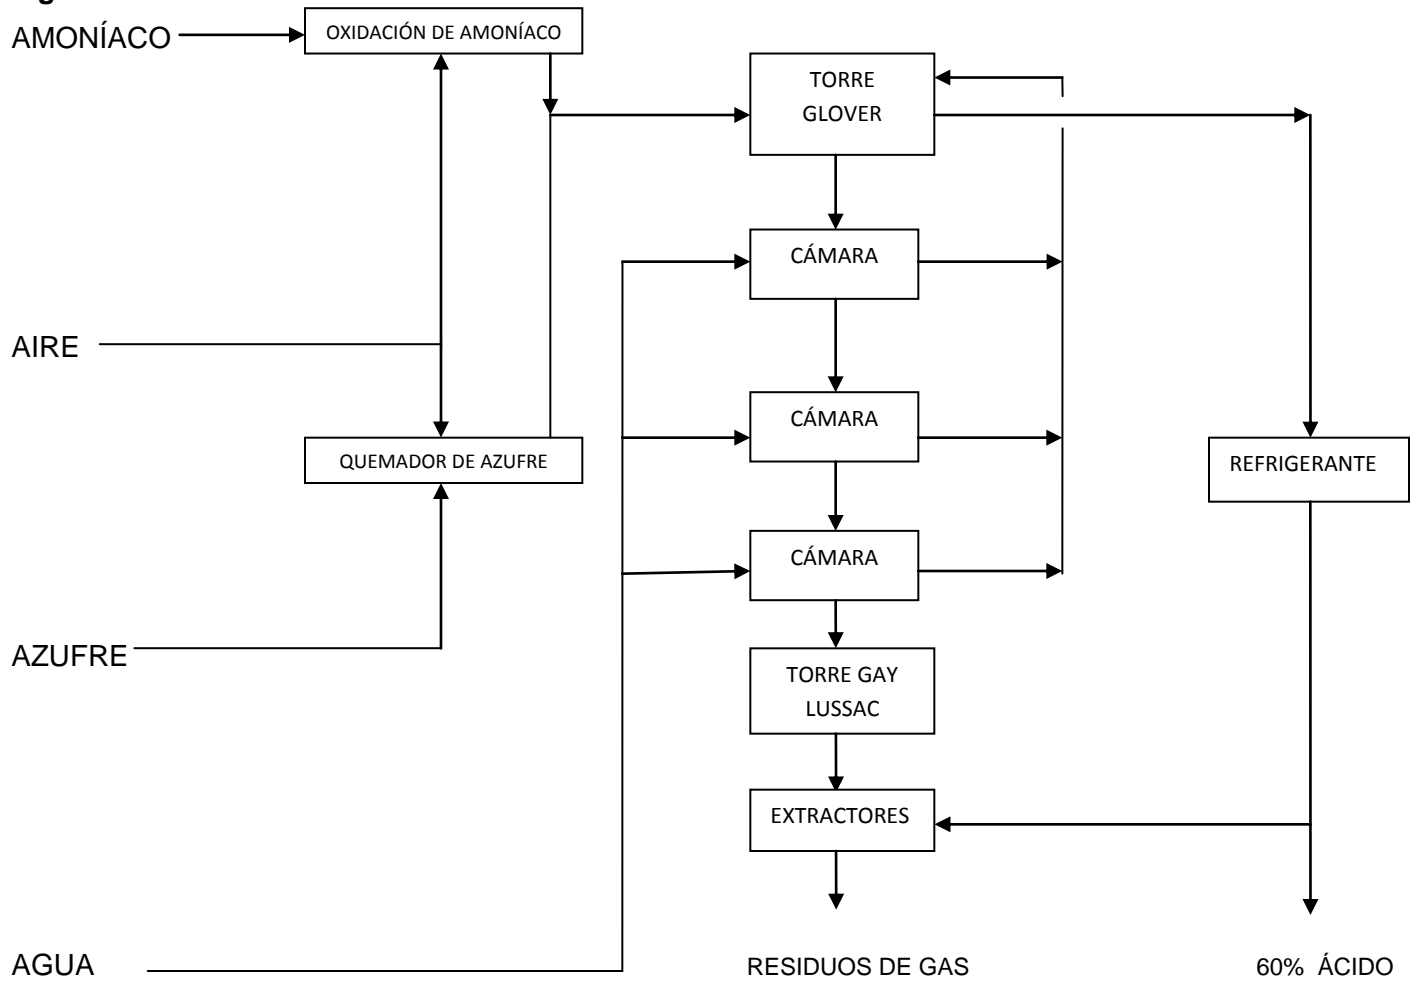 AMONÍACO
OXIDACIÓN DE AMONÍACO
TORRE
GLOVER
CÁMARA
AIRE
CÁMARA
QUEMADOR DE AZUFRE
REFRIGERANTE
CÁMARA
AZUFRE
TORRE GAY
LUSSAC
EXTRACTORES
AGUA
RESIDUOS DE GAS
60% ÁCIDO